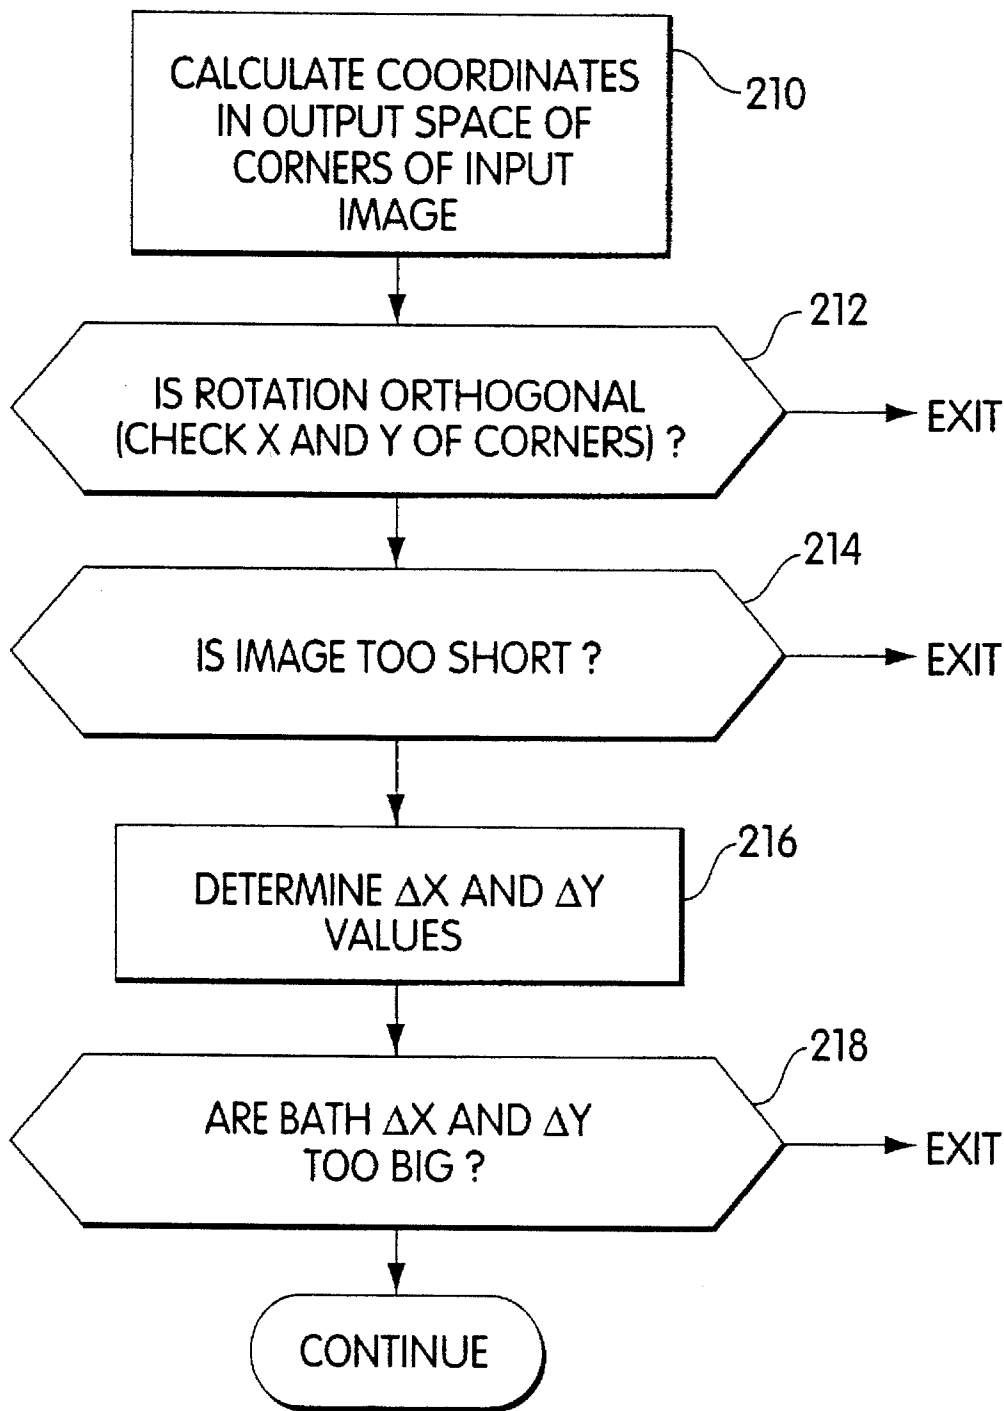 CALCULATE COORDINATES
IN OUTPUT SPACE OF
CORNERS OF INPUT
IMAGE
210
212
IS ROTATION ORTHOGONAL
(CHECK X AND Y OF CORNERS) ?
EXIT
214
IS IMAGE TOO SHORT ?
EXIT
216
DETERMINE ΔX AND ΔY
VALUES
218
ARE BATH ΔX AND ΔY
TOO BIG ?
EXIT
CONTINUE